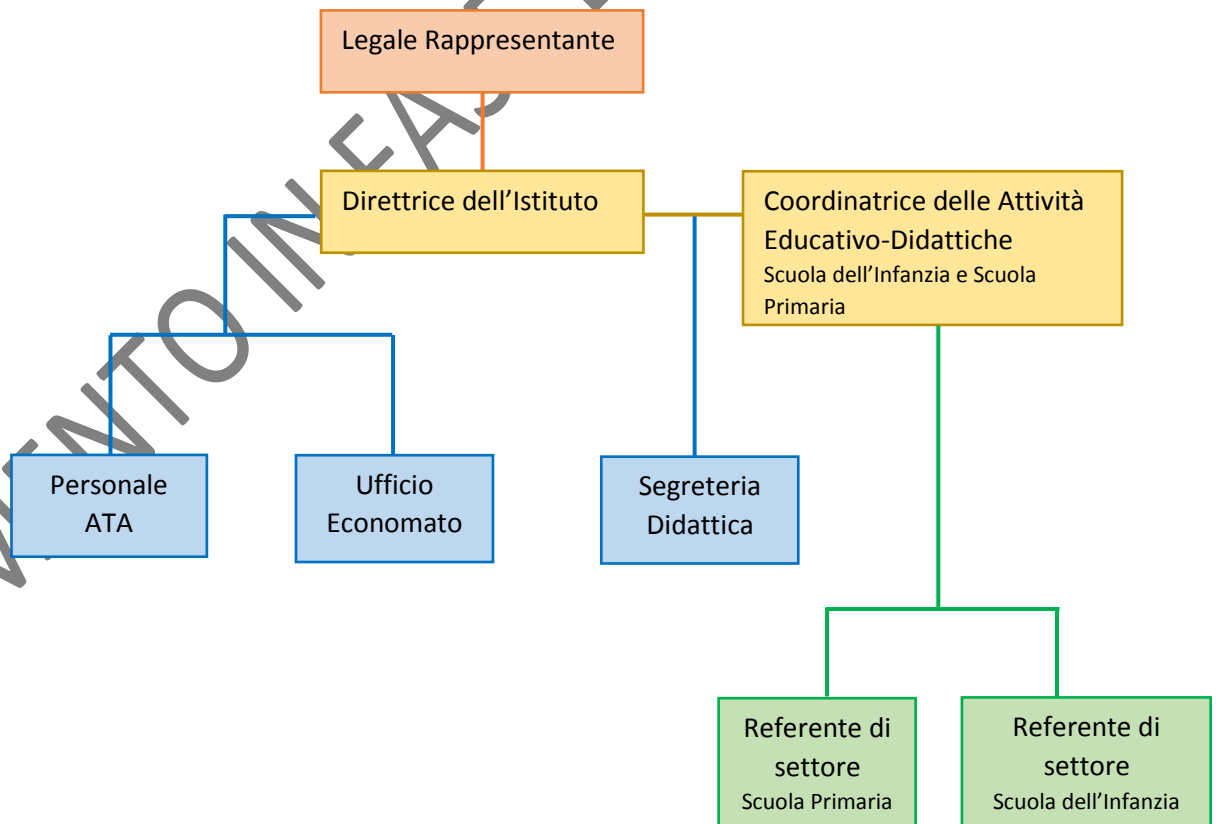 Legale Rappresentante
Direttrice dell’Istituto
Coordinatrice delle Attività
Educativo-Didattiche
Scuola dell’Infanzia e Scuola
Primaria
Personale
ATA
Ufficio
Economato
Segreteria
Didattica
Referente di
settore
Scuola Primaria
Referente di
settore
Scuola dell’Infanzia
IN